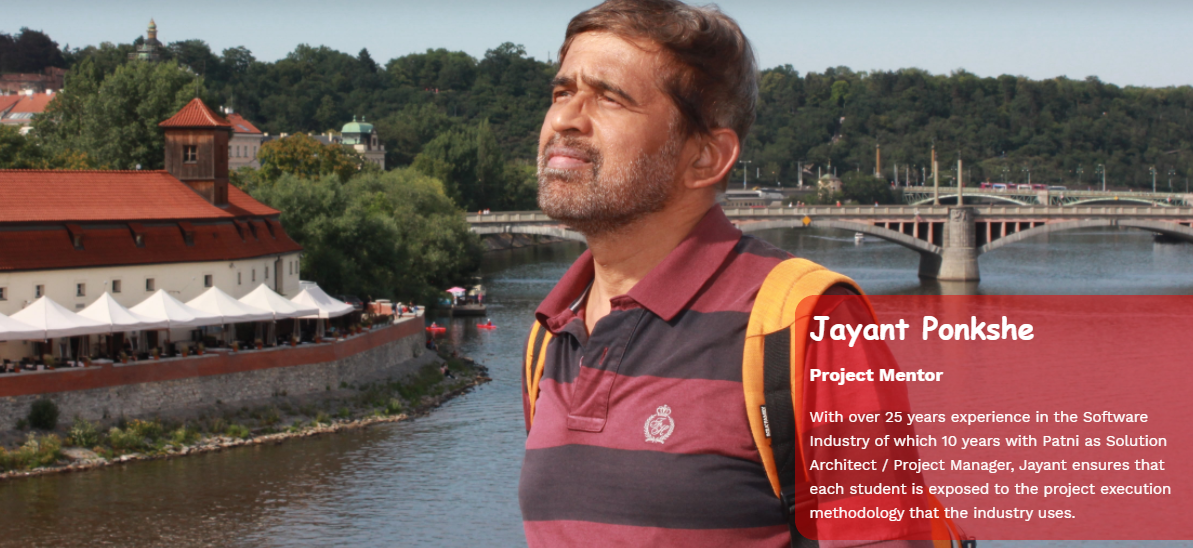 Jayant Ponkshe
Project Mentor
With over 25 years experience in the Software
Industry of which 10 years with Patni as Solution
Architect / Project Manager, Jayant ensures that
each student is exposed to the project execution
methodology that the industry uses.